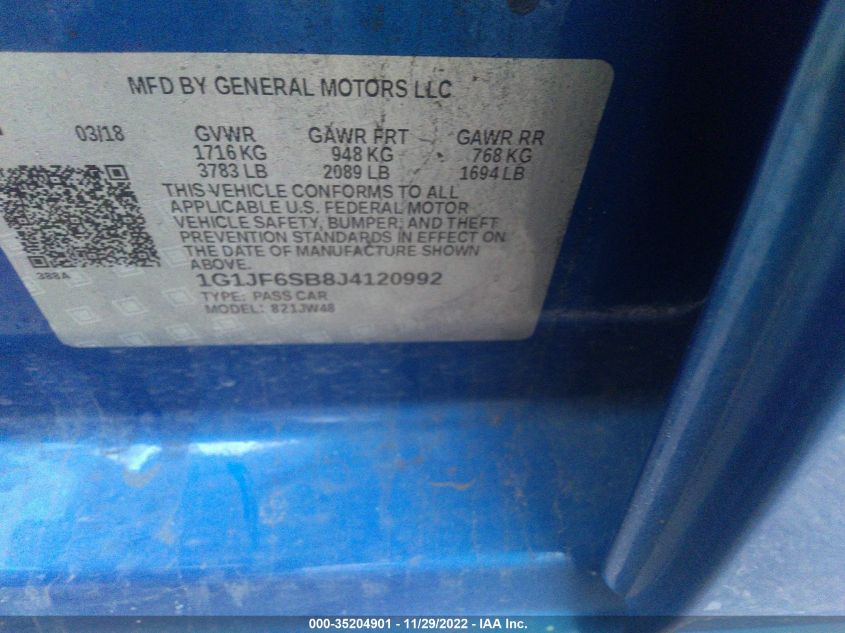 MFD BY GENERAL MOTORS LLC
03/18 GVWR GAWR FRT GAWR RR
1716 KG 948 KG 768 KG
3783 LB 2089 LB 1694 LB
THIS VEHICLE CONFORMS TO ALL
APPLICABLE U.S. FEDERAL MOTOR
VEHICLE SAFETY, BUMPER, AND THEFT
PREVENTION STANDARDS IN EFFECT ON
THE DATE OF MANUFACTURE SHOWN
ABOVE.
388A
1G1JF6SB8J4120992
TYPE: PASS CAR
MODEL: 821JW48
000-35204901 - 11/29/2022 - IAA Inc.